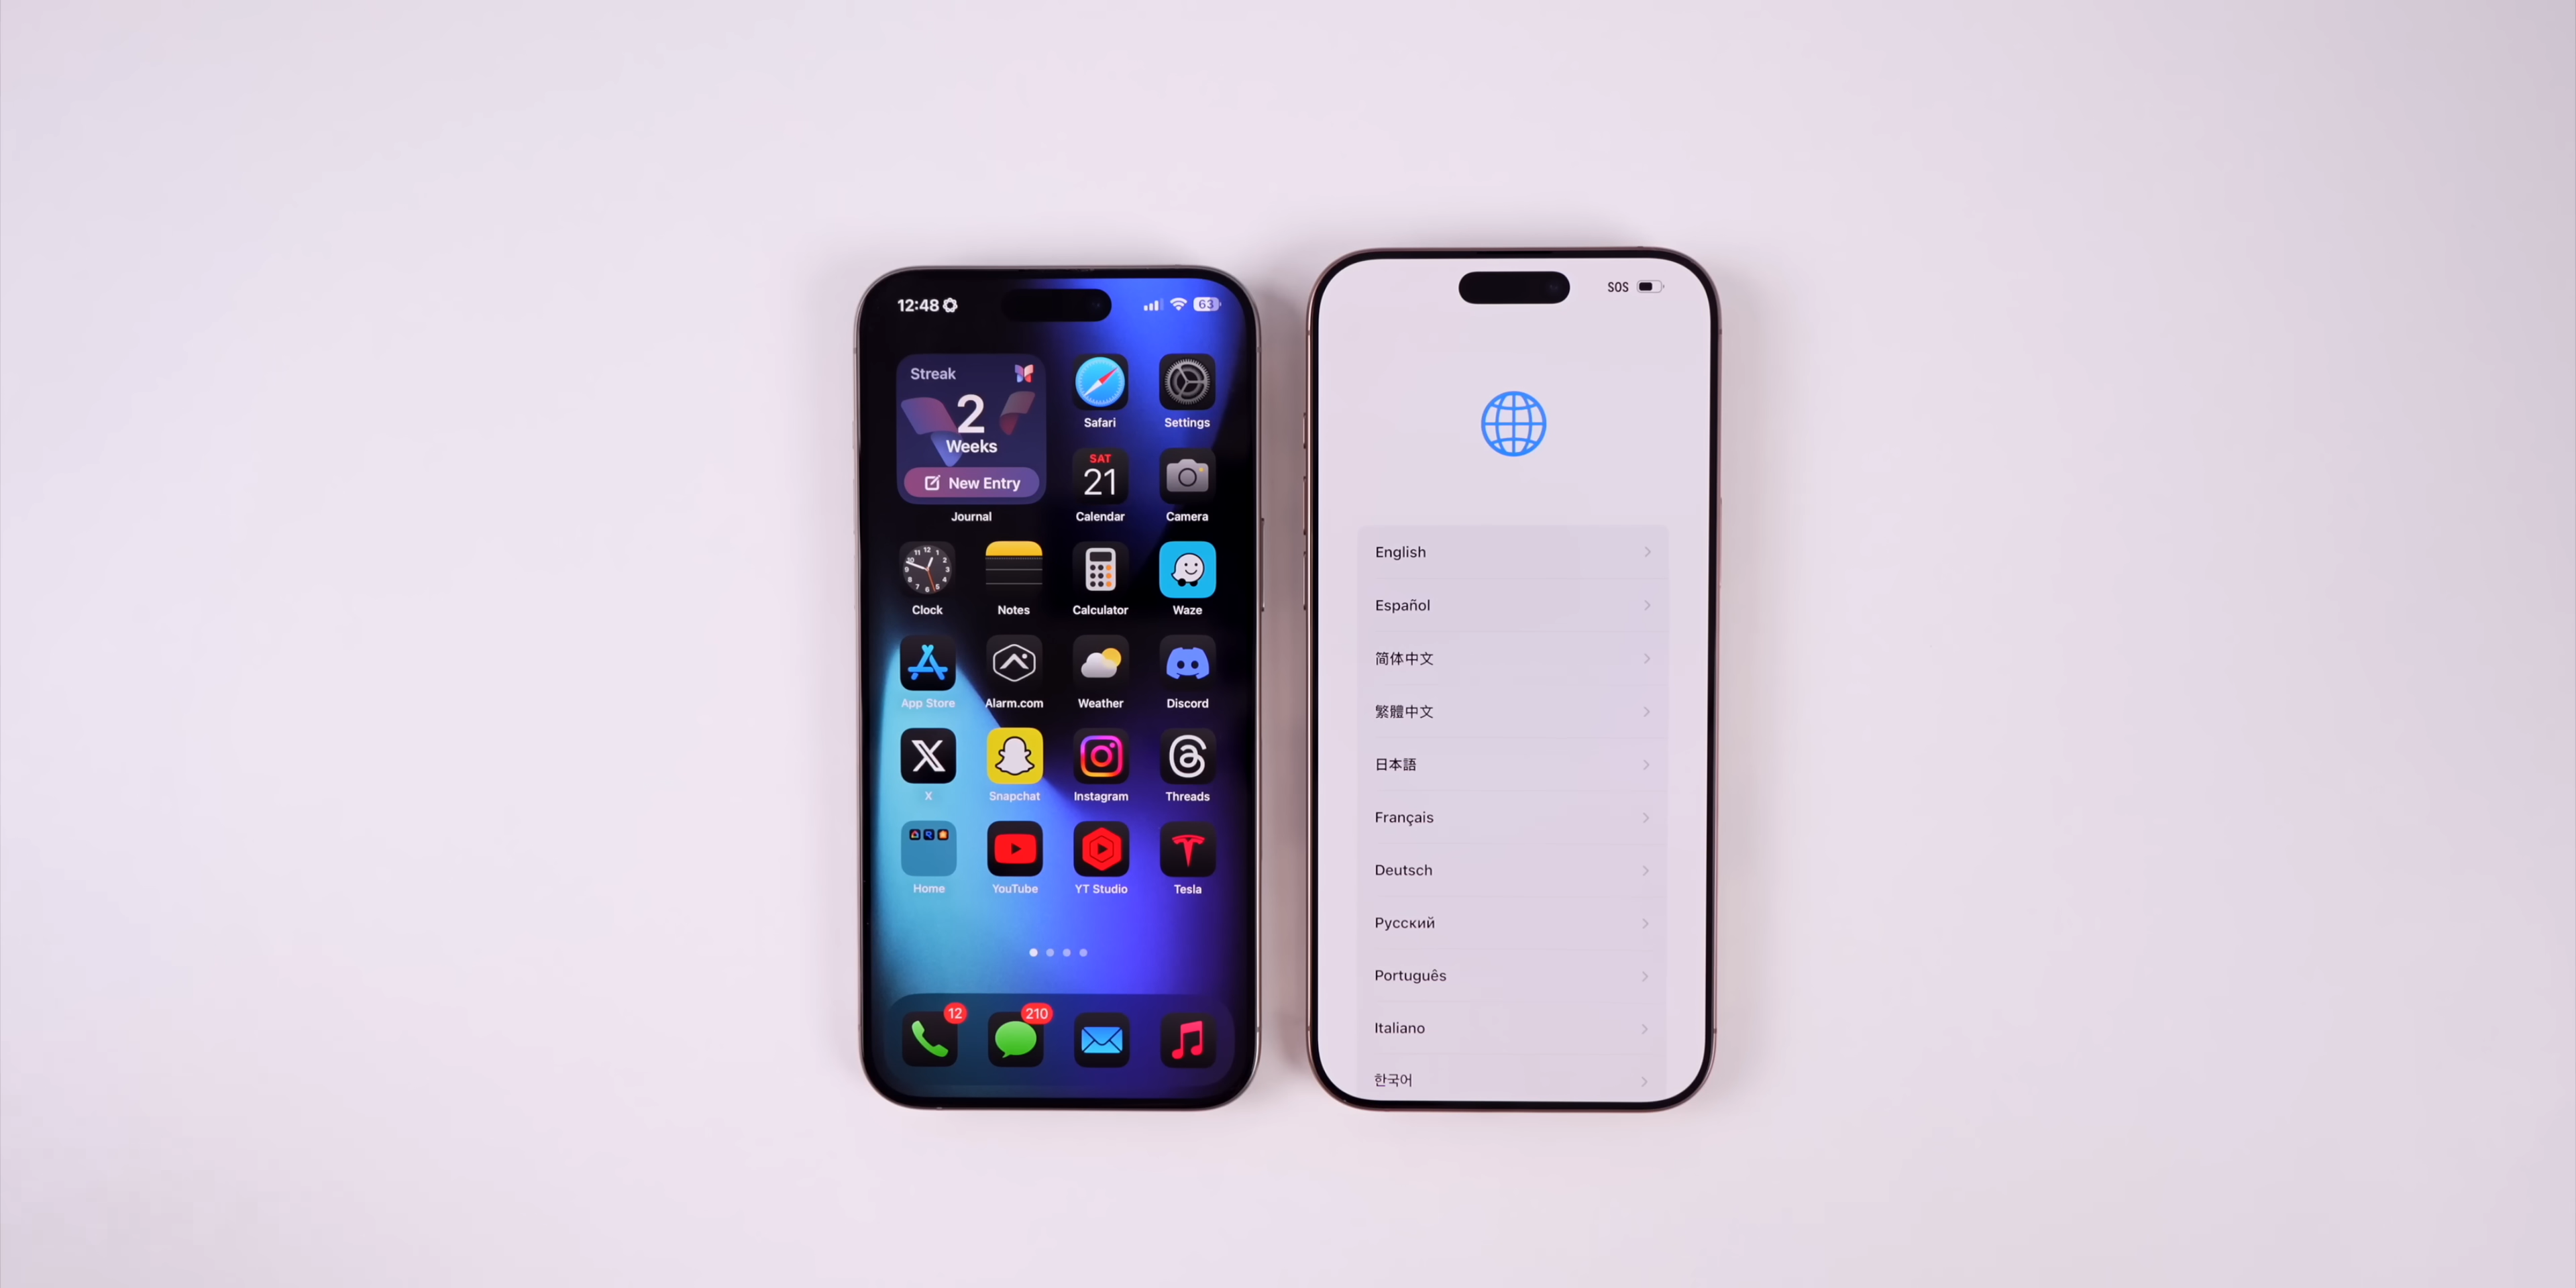 12:48
63
Streak
2
Weeks
New Entry
Journal
Safari
Settings
SAT
21
Calendar
Camera
Clock
Notes
Calculator
Waze
App Store
Alarm.com
Weather
Discord
X
Snapchat
Instagram
Threads
Home
YouTube
YT Studio
Tesla
12
210
SOS
English
Español
简体中文
繁體中文
日本語
Français
Deutsch
Русский
Português
Italiano
한국어